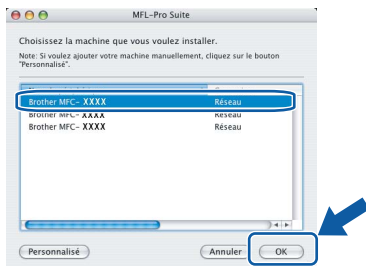 MFL-Pro Suite
Choisissez la machine que vous voulez installer.
Note: Si voulez ajouter votre machine manuellement, cliquez sur le bouton
"Personnalisé".
Brother MFC- XXXX Réseau
Brother MFC- XXXX Réseau
Brother MFC- XXXX Réseau
Personnalisé Annuler OK